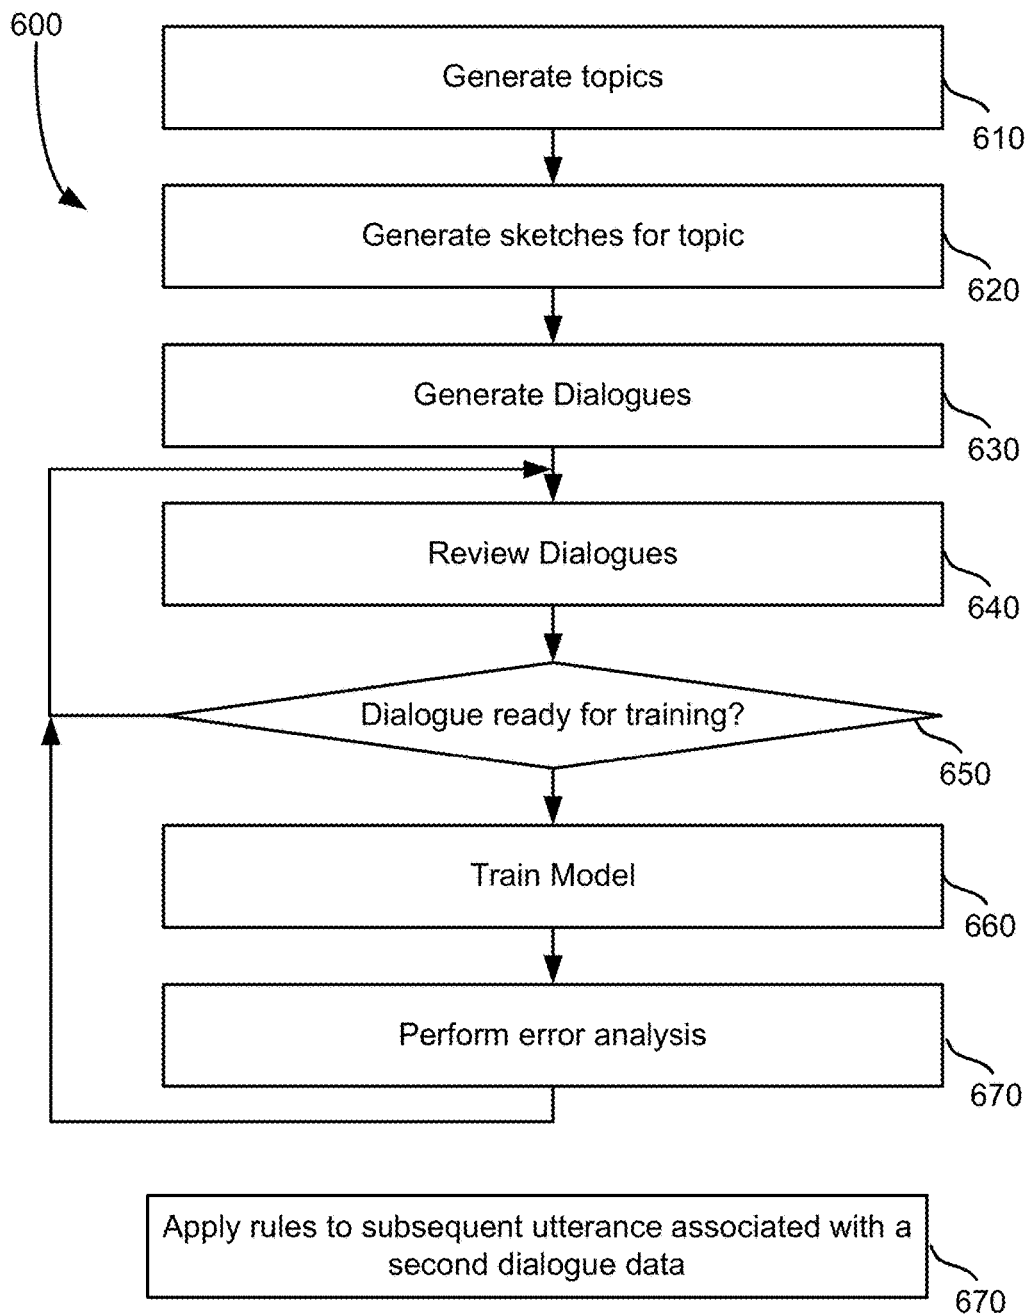 600
Generate topics
610
Generate sketches for topic
620
Generate Dialogues
630
Review Dialogues
640
Dialogue ready for training?
650
Train Model
660
Perform error analysis
670
Apply rules to subsequent utterance associated with a
second dialogue data
670